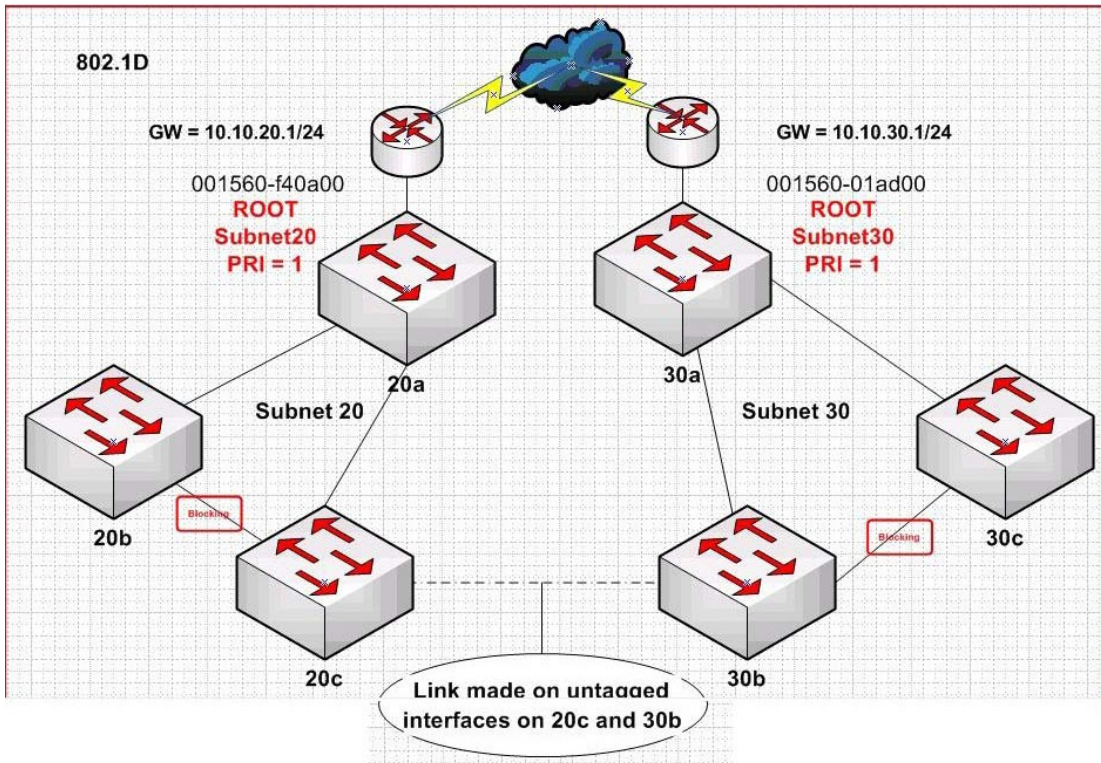 802.1D
GW = 10.10.20.1/24
GW = 10.10.30.1/24
001560-f40a00
ROOT
Subnet20
PRI = 1
001560-01ad00
ROOT
Subnet30
PRI = 1
20a
30a
Subnet 20
Subnet 30
Blocking
Blocking
20b
30c
20c
30b
Link made on untagged
interfaces on 20c and 30b